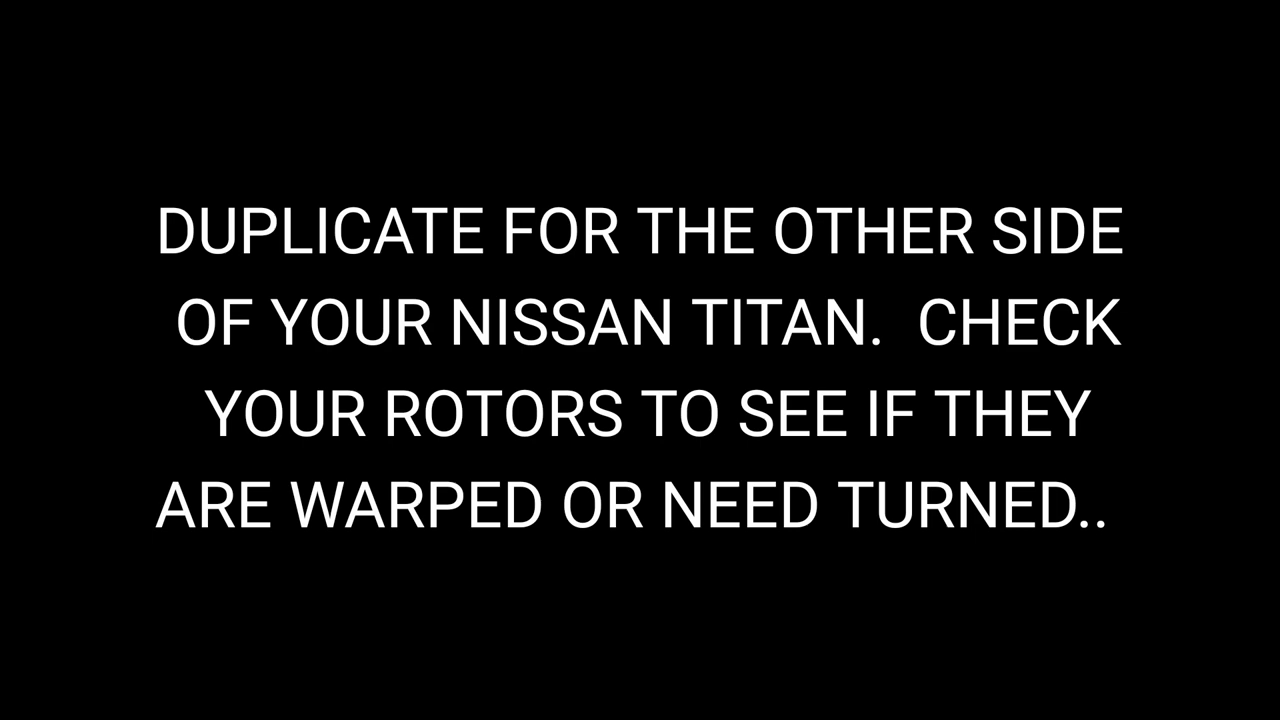 DUPLICATE FOR THE OTHER SIDE
OF YOUR NISSAN TITAN.  CHECK
YOUR ROTORS TO SEE IF THEY
ARE WARPED OR NEED TURNED..